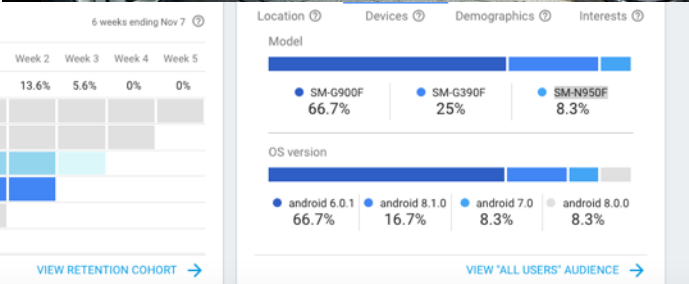 6 weeks ending Nov 7
Week 2 Week 3 Week 4 Week 5
13.6% 5.6% 0% 0%
VIEW RETENTION COHORT
Location Devices Demographics Interests
Model
SM-G900F SM-G390F SM-N950F
66.7% 25% 8.3%
OS version
android 6.0.1 android 8.1.0 android 7.0 android 8.0.0
66.7% 16.7% 8.3% 8.3%
VIEW "ALL USERS" AUDIENCE